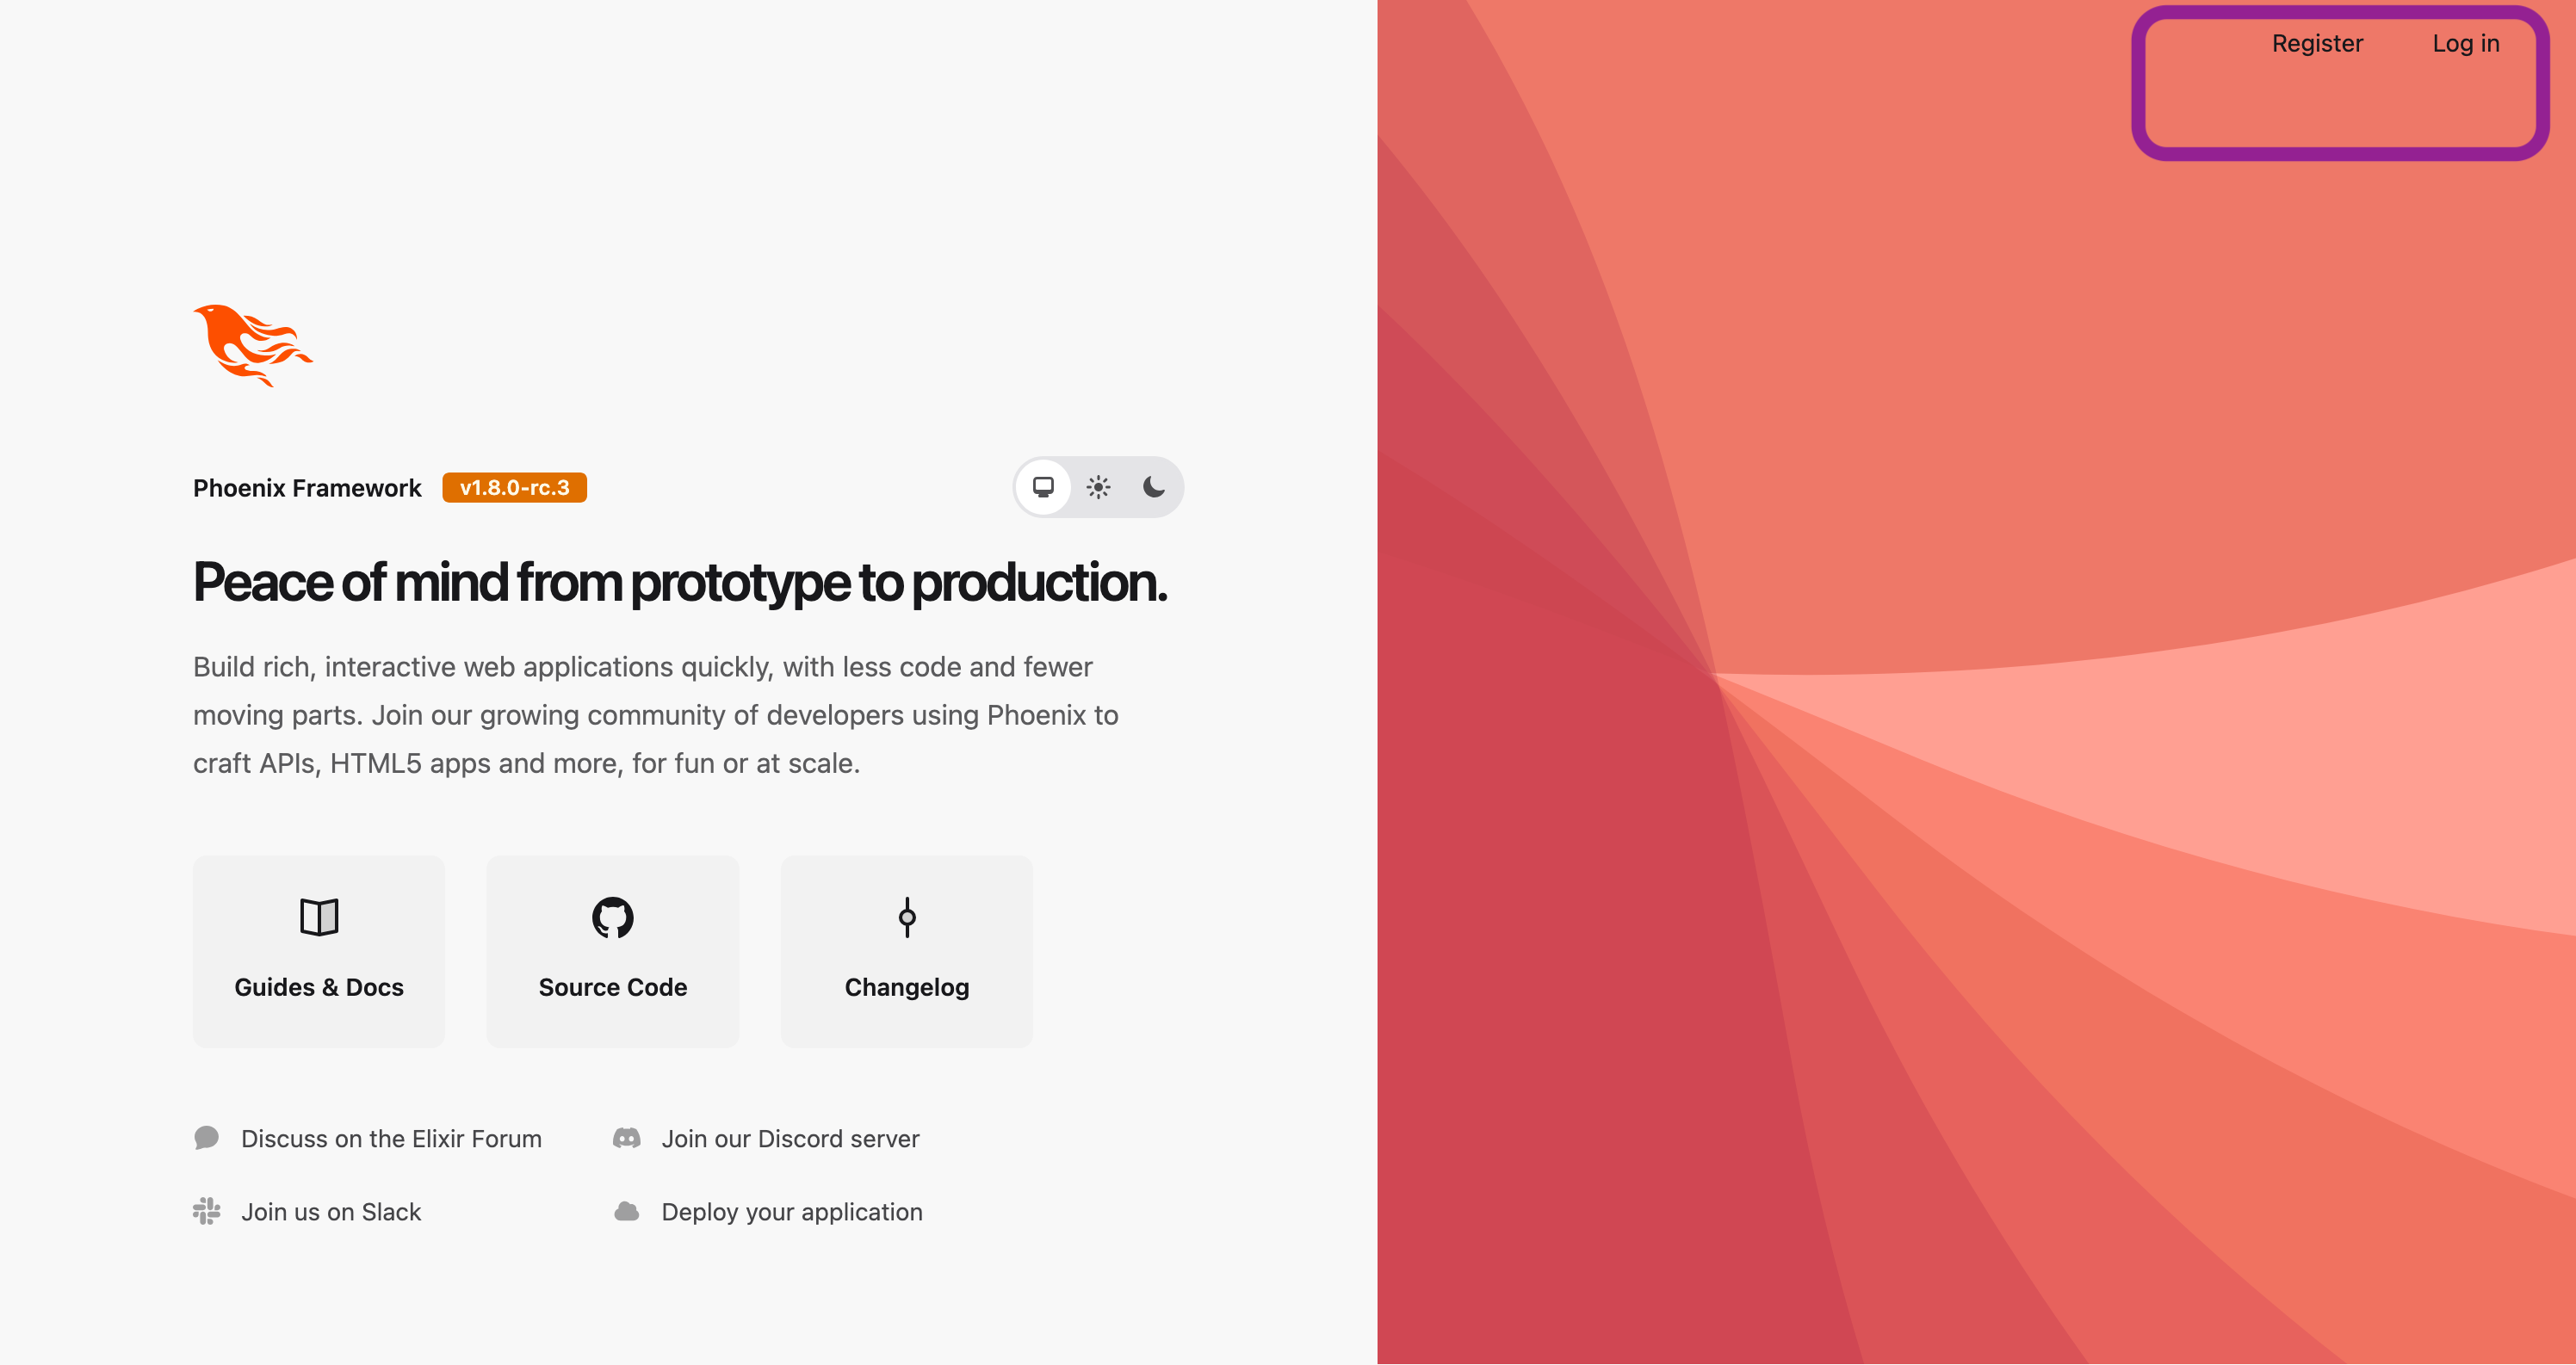 Register Log in
Phoenix Framework v1.8.0-rc.3
Peace of mind from prototype to production.
Build rich, interactive web applications quickly, with less code and fewer
moving parts. Join our growing community of developers using Phoenix to
craft APIs, HTML5 apps and more, for fun or at scale.
Guides & Docs
Source Code
Changelog
Discuss on the Elixir Forum
Join our Discord server
Join us on Slack
Deploy your application